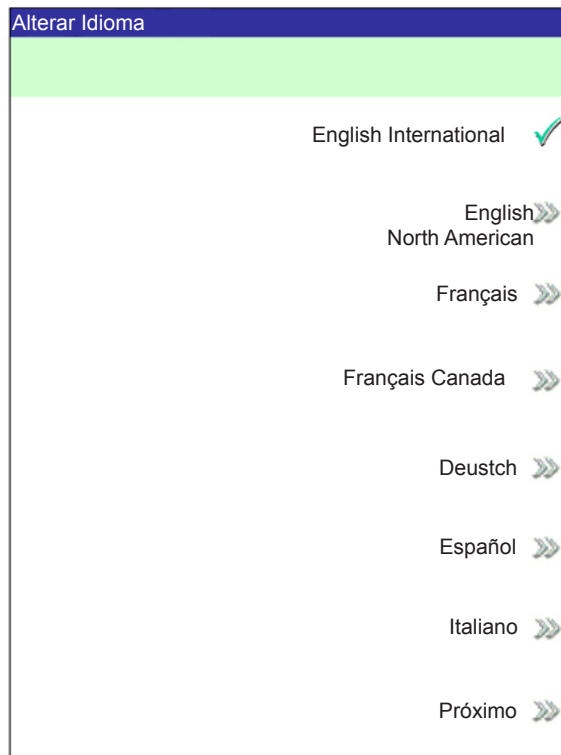 Alterar Idioma
English International
English
North American
Français
Français Canada
Deustch
Español
Italiano
Próximo